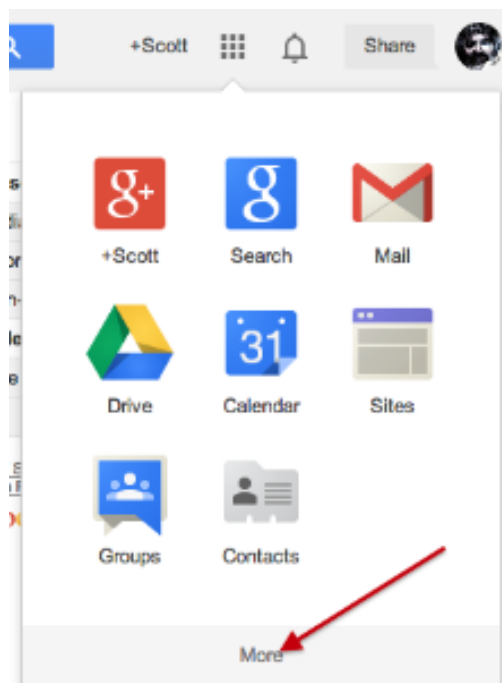 +Scott Share
g+ g
+Scott Search Mail
31
Drive Calendar Sites
Groups Contacts
More